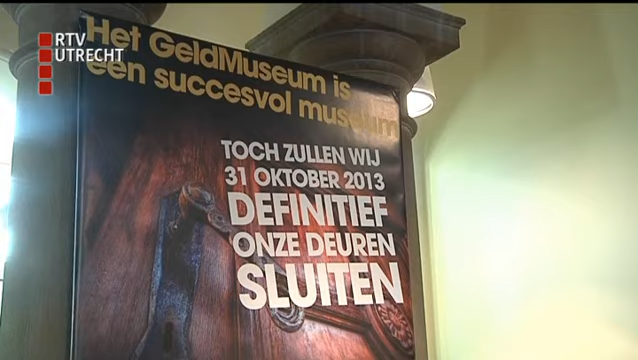 RTV
UTRECHT
Het GeldMuseum is
een succesvol museum
TOCH ZULLEN WIJ
31 OKTOBER 2013
DEFINITIEF
ONZE DEUREN
SLUITEN